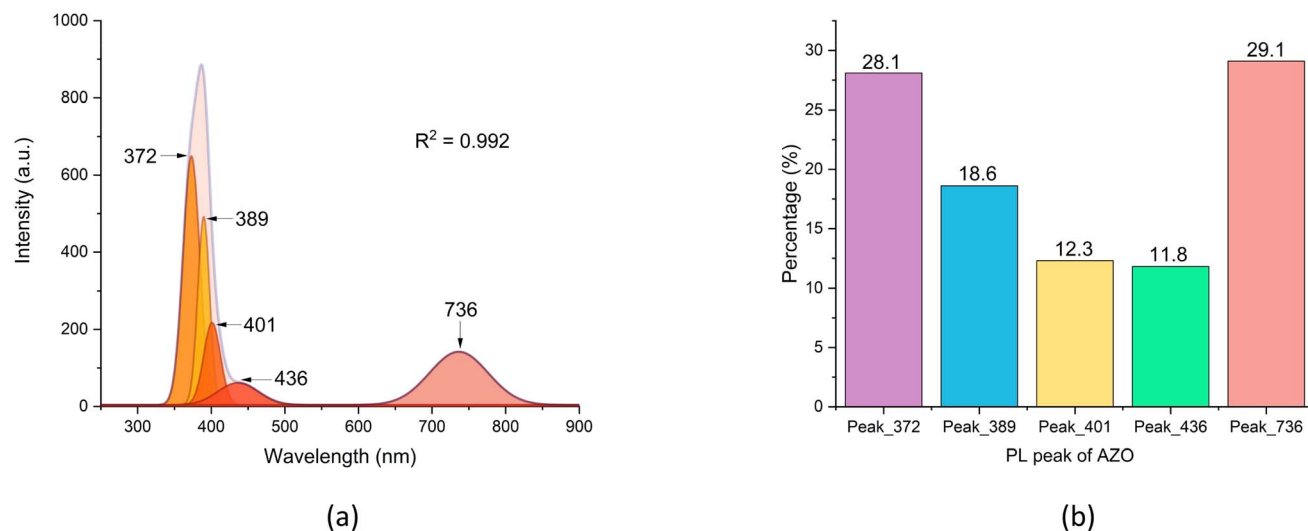 1000
800
600
400
200
0
300
400
500
600
700
800
900
Intensity (a.u.)
Wavelength (nm)
R² = 0.992
372
389
401
436
736
(a)
30
25
20
15
10
5
0
Percentage (%)
28.1
18.6
12.3
11.8
29.1
Peak_372
Peak_389
Peak_401
Peak_436
Peak_736
PL peak of AZO
(b)